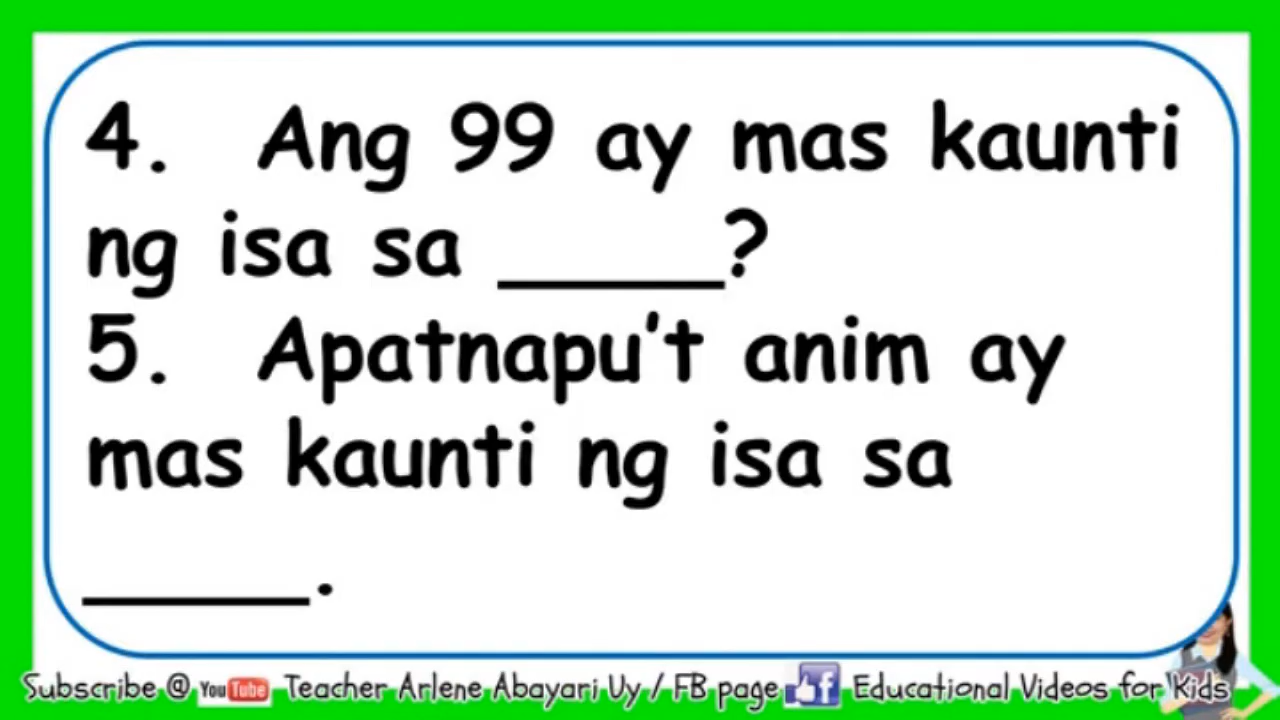 4. Ang 99 ay mas kaunti
ng isa sa _____?
5. Apatnapu't anim ay
mas kaunti ng isa sa
_____.
Subscribe @ YouTube Teacher Arlene Abayari Uy / FB page f Educational Videos for Kids